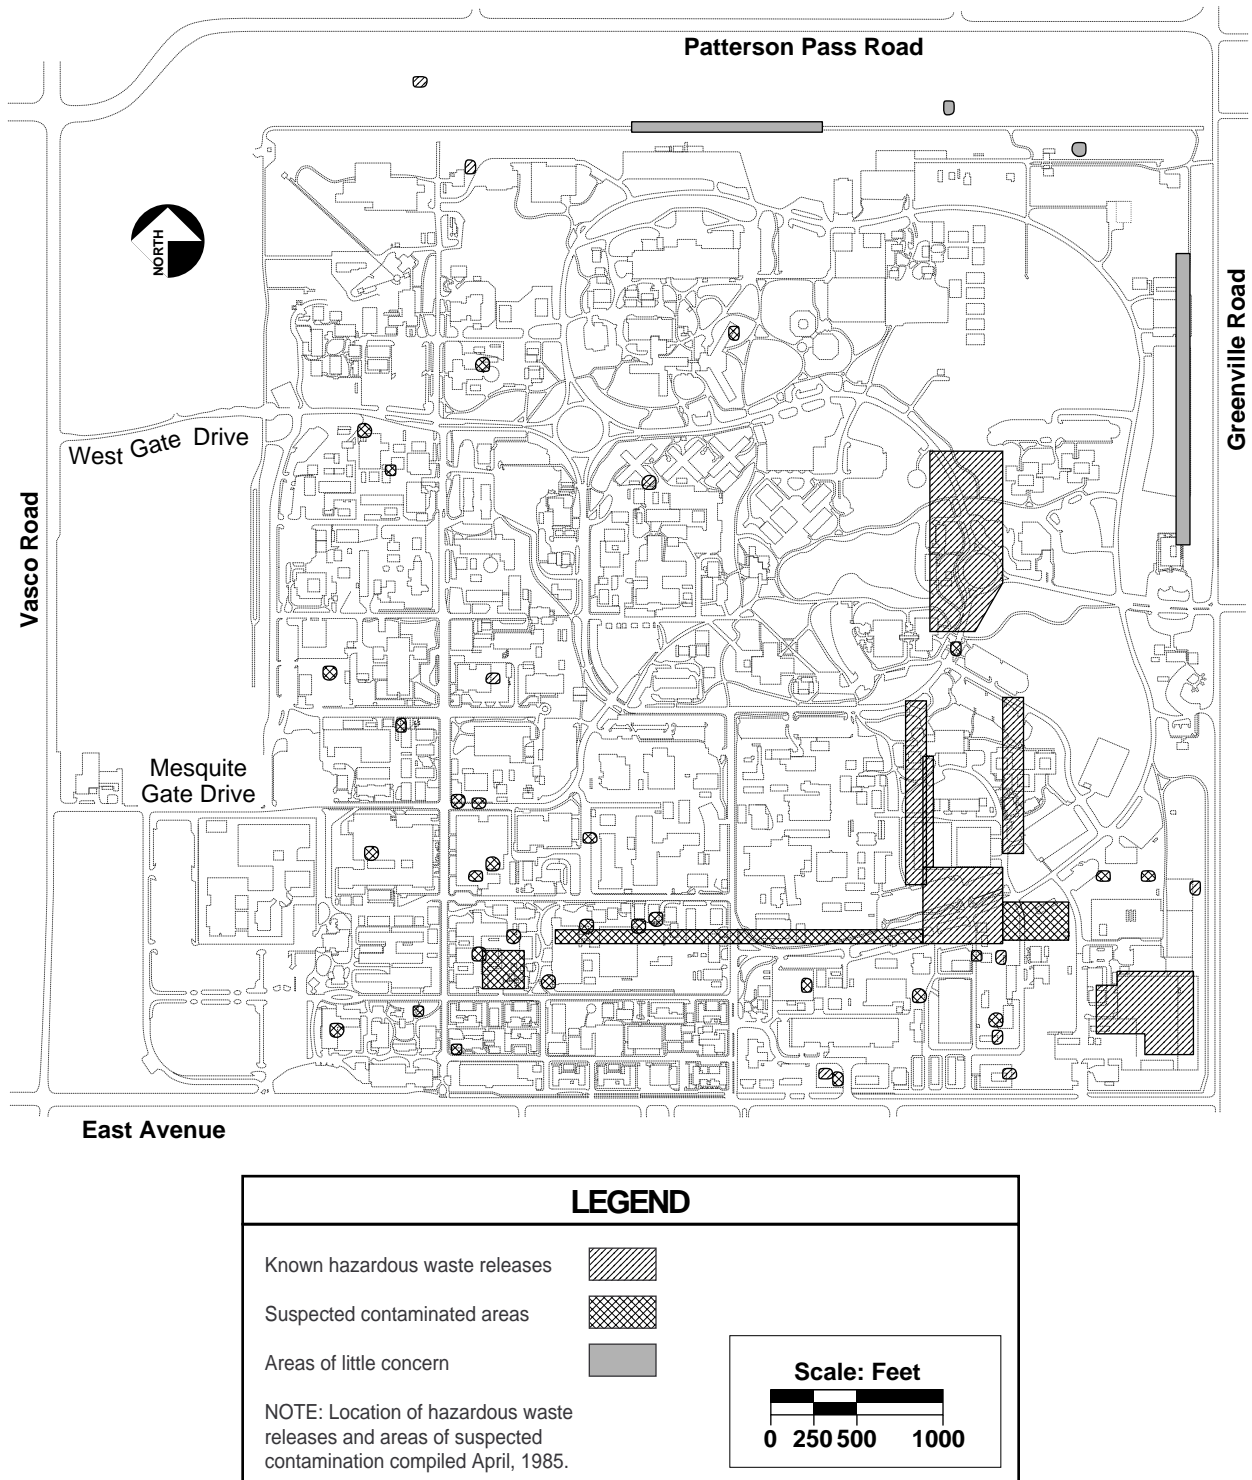 Patterson Pass Road
NORTH
Greenville Road
West Gate Drive
Vasco Road
Mesquite
Gate Drive
East Avenue
LEGEND
Known hazardous waste releases
Suspected contaminated areas
Areas of little concern
NOTE: Location of hazardous waste
releases and areas of suspected
contamination compiled April, 1985.
Scale: Feet
0 250 500 1000